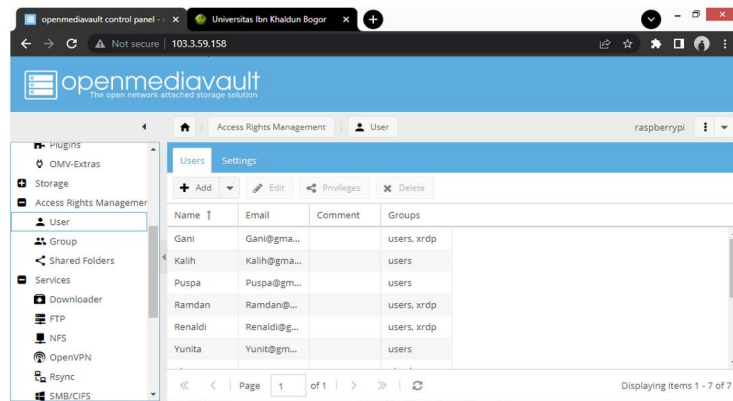 openmediavault control panel - r
Universitas Ibn Khaldun Bogor
Not secure | 103.3.59.158
openmediavault
The open network attached storage solution
Access Rights Management
User
raspberrypi
Plugins
OMV-Extras
Storage
Access Rights Managemer
User
Group
Shared Folders
Services
Downloader
FTP
NFS
OpenVPN
Rsync
SMB/CIFS
Users Settings
Add Edit Privileges Delete
Name Email Comment Groups
Gani Gani@gma... users, xrdp
Kalih Kalih@gma... users
Puspa Puspa@gm... users
Ramdan Ramdan@... users, xrdp
Renaldi Renaldi@g... users, xrdp
Yunita Yunit@gm... users
Page 1 of 1 Displaying items 1 - 7 of 7